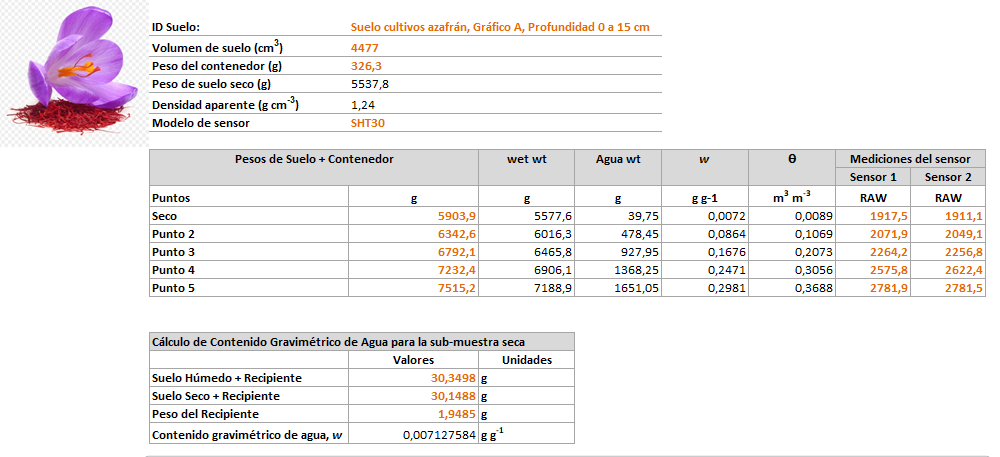 ID Suelo: Suelo cultivos azafrán, Gráfico A, Profundidad 0 a 15 cm
Volumen de suelo (cm³) 4477
Peso del contenedor (g) 326,3
Peso de suelo seco (g) 5537,8
Densidad aparente (g cm⁻³) 1,24
Modelo de sensor SHT30
Pesos de Suelo + Contenedor wet wt Agua wt w θ Mediciones del sensor
Sensor 1 Sensor 2
Puntos g g g g g-1 m³ m⁻³ RAW RAW
Seco 5903,9 5577,6 39,75 0,0072 0,0089 1917,5 1911,1
Punto 2 6342,6 6016,3 478,45 0,0864 0,1069 2071,9 2049,1
Punto 3 6792,1 6465,8 927,95 0,1676 0,2073 2264,2 2256,8
Punto 4 7232,4 6906,1 1368,25 0,2471 0,3056 2575,8 2622,4
Punto 5 7515,2 7188,9 1651,05 0,2981 0,3688 2781,9 2781,5
Cálculo de Contenido Gravimétrico de Agua para la sub-muestra seca
Valores Unidades
Suelo Húmedo + Recipiente 30,3498 g
Suelo Seco + Recipiente 30,1488 g
Peso del Recipiente 1,9485 g
Contenido gravimétrico de agua, w 0,007127584 g g⁻¹